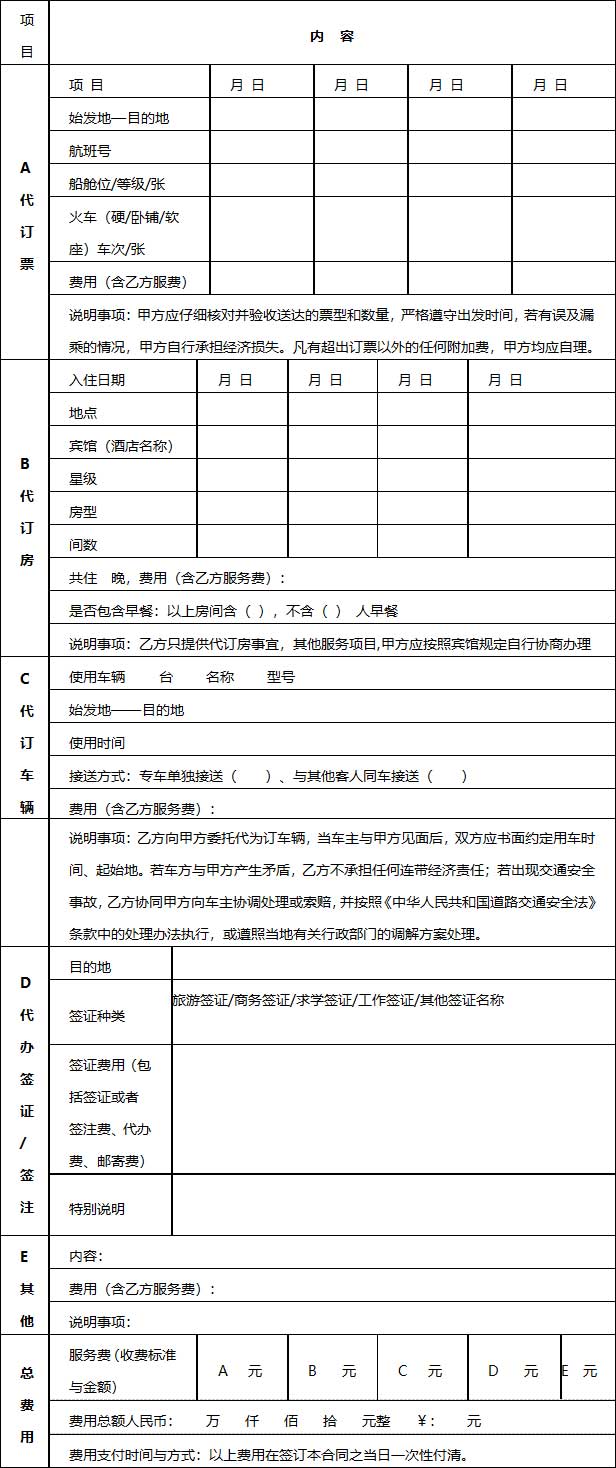 项
目
内 容
A
代
订
票
项 目 月 日 月 日 月 日 月 日
始发地—目的地
航班号
船舱位/等级/张
火车（硬/卧铺/软
座）车次/张
费用（含乙方服费）
说明事项：甲方应仔细核对并验收送达的票型和数量，严格遵守出发时间，若有误及漏
乘的情况，甲方自行承担经济损失。凡有超出订票以外的任何附加费，甲方均应自理。
B
代
订
房
入住日期 月 日 月 日 月 日 月 日
地点
宾馆（酒店名称）
星级
房型
间数
共住 晚，费用（含乙方服务费）：
是否包含早餐：以上房间含（ ），不含（ ） 人早餐
说明事项：乙方只提供代订房事宜，其他服务项目,甲方应按照宾馆规定自行协商办理
C
代
订
车
辆
使用车辆 台 名称 型号
始发地——目的地
使用时间
接送方式：专车单独接送（ ）、与其他客人同车接送（ ）
费用（含乙方服务费）：
说明事项：乙方向甲方委托代为订车辆，当车主与甲方见面后，双方应书面约定用车时
间、起始地。若车方与甲方产生矛盾，乙方不承担任何连带经济责任；若出现交通安全
事故，乙方协同甲方向车主协调处理或索赔，并按照《中华人民共和国道路交通安全法》
条款中的处理办法执行，或遵照当地有关行政部门的调解方案处理。
D
代
办
签
证
/
签
注
目的地
签证种类 旅游签证/商务签证/求学签证/工作签证/其他签证名称
签证费用（包
括签证或者
签注费、代办
费、邮寄费）
特别说明
E
其
他
内容：
费用（含乙方服务费）：
说明事项：
总
费
用
服务费（收费标准
与金额）
A 元 B 元 C 元 D 元 E 元
费用总额人民币： 万 仟 佰 拾 元整 ￥： 元
费用支付时间与方式：以上费用在签订本合同之当日一次性付清。